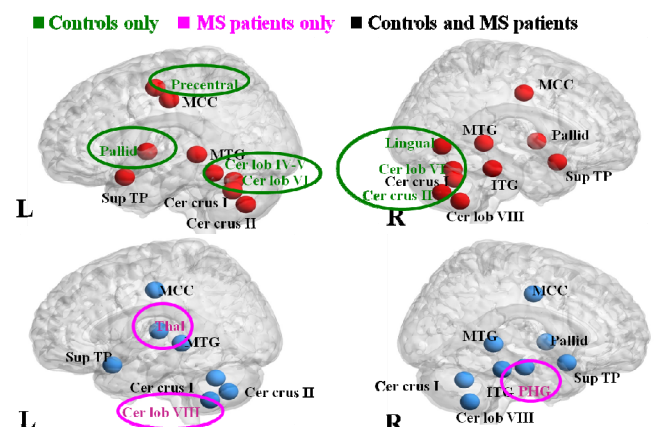 Controls only MS patients only Controls and MS patients
Precentral
MCC
Pallid
MTG
Cer lob IV-V
Cer lob VI
Sup TP
Cer crus I
Cer crus II
L
MCC
Lingual
MTG
Pallid
Cer lob VI
Cer crus I
Cer crus II
ITG
Sup TP
Cer lob VIII
R
MCC
Thal
MTG
Sup TP
Cer crus I
Cer crus II
Cer lob VIII
L
MCC
MTG
Pallid
Cer crus I
ITG PHG
Sup TP
Cer lob VIII
R